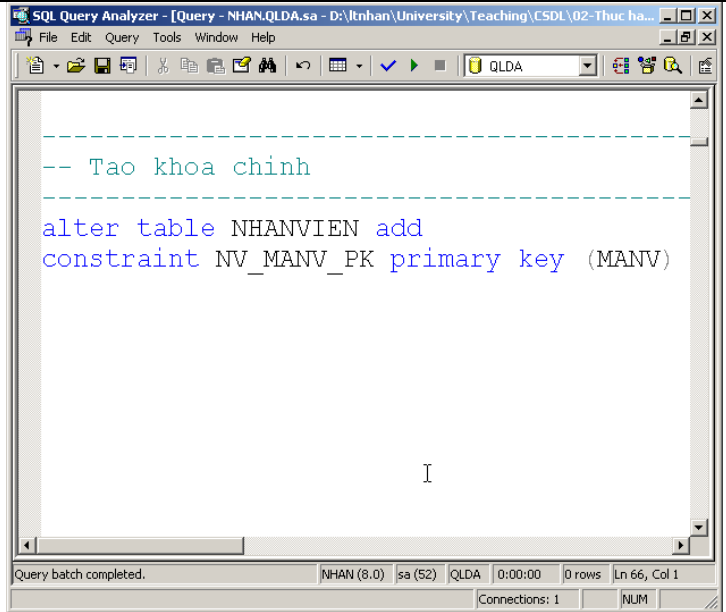 SQL Query Analyzer - [Query - NHAN.QLDA.sa - D:\ltnhan\University\Teaching\CSDL\02-Thuc ha...
File Edit Query Tools Window Help
QLDA
--------------------------------------------
-- Tao khoa chinh
--------------------------------------------
alter table NHANVIEN add
constraint NV_MANV_PK primary key (MANV)
Query batch completed. NHAN (8.0) sa (52) QLDA 0:00:00 0 rows Ln 66, Col 1
Connections: 1 NUM